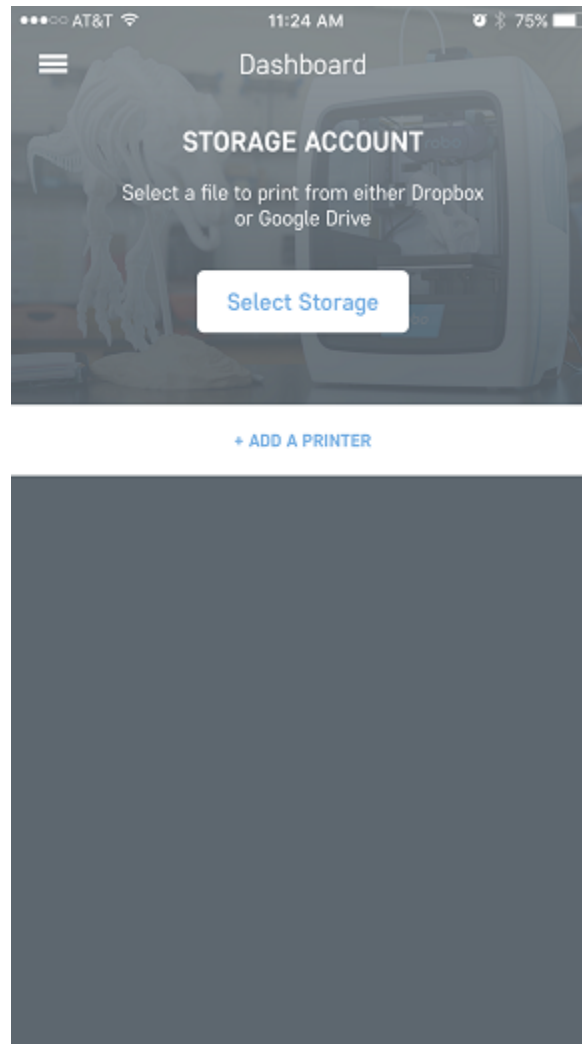 AT&T 11:24 AM 75%
Dashboard
STORAGE ACCOUNT
Select a file to print from either Dropbox
or Google Drive
Select Storage
+ ADD A PRINTER